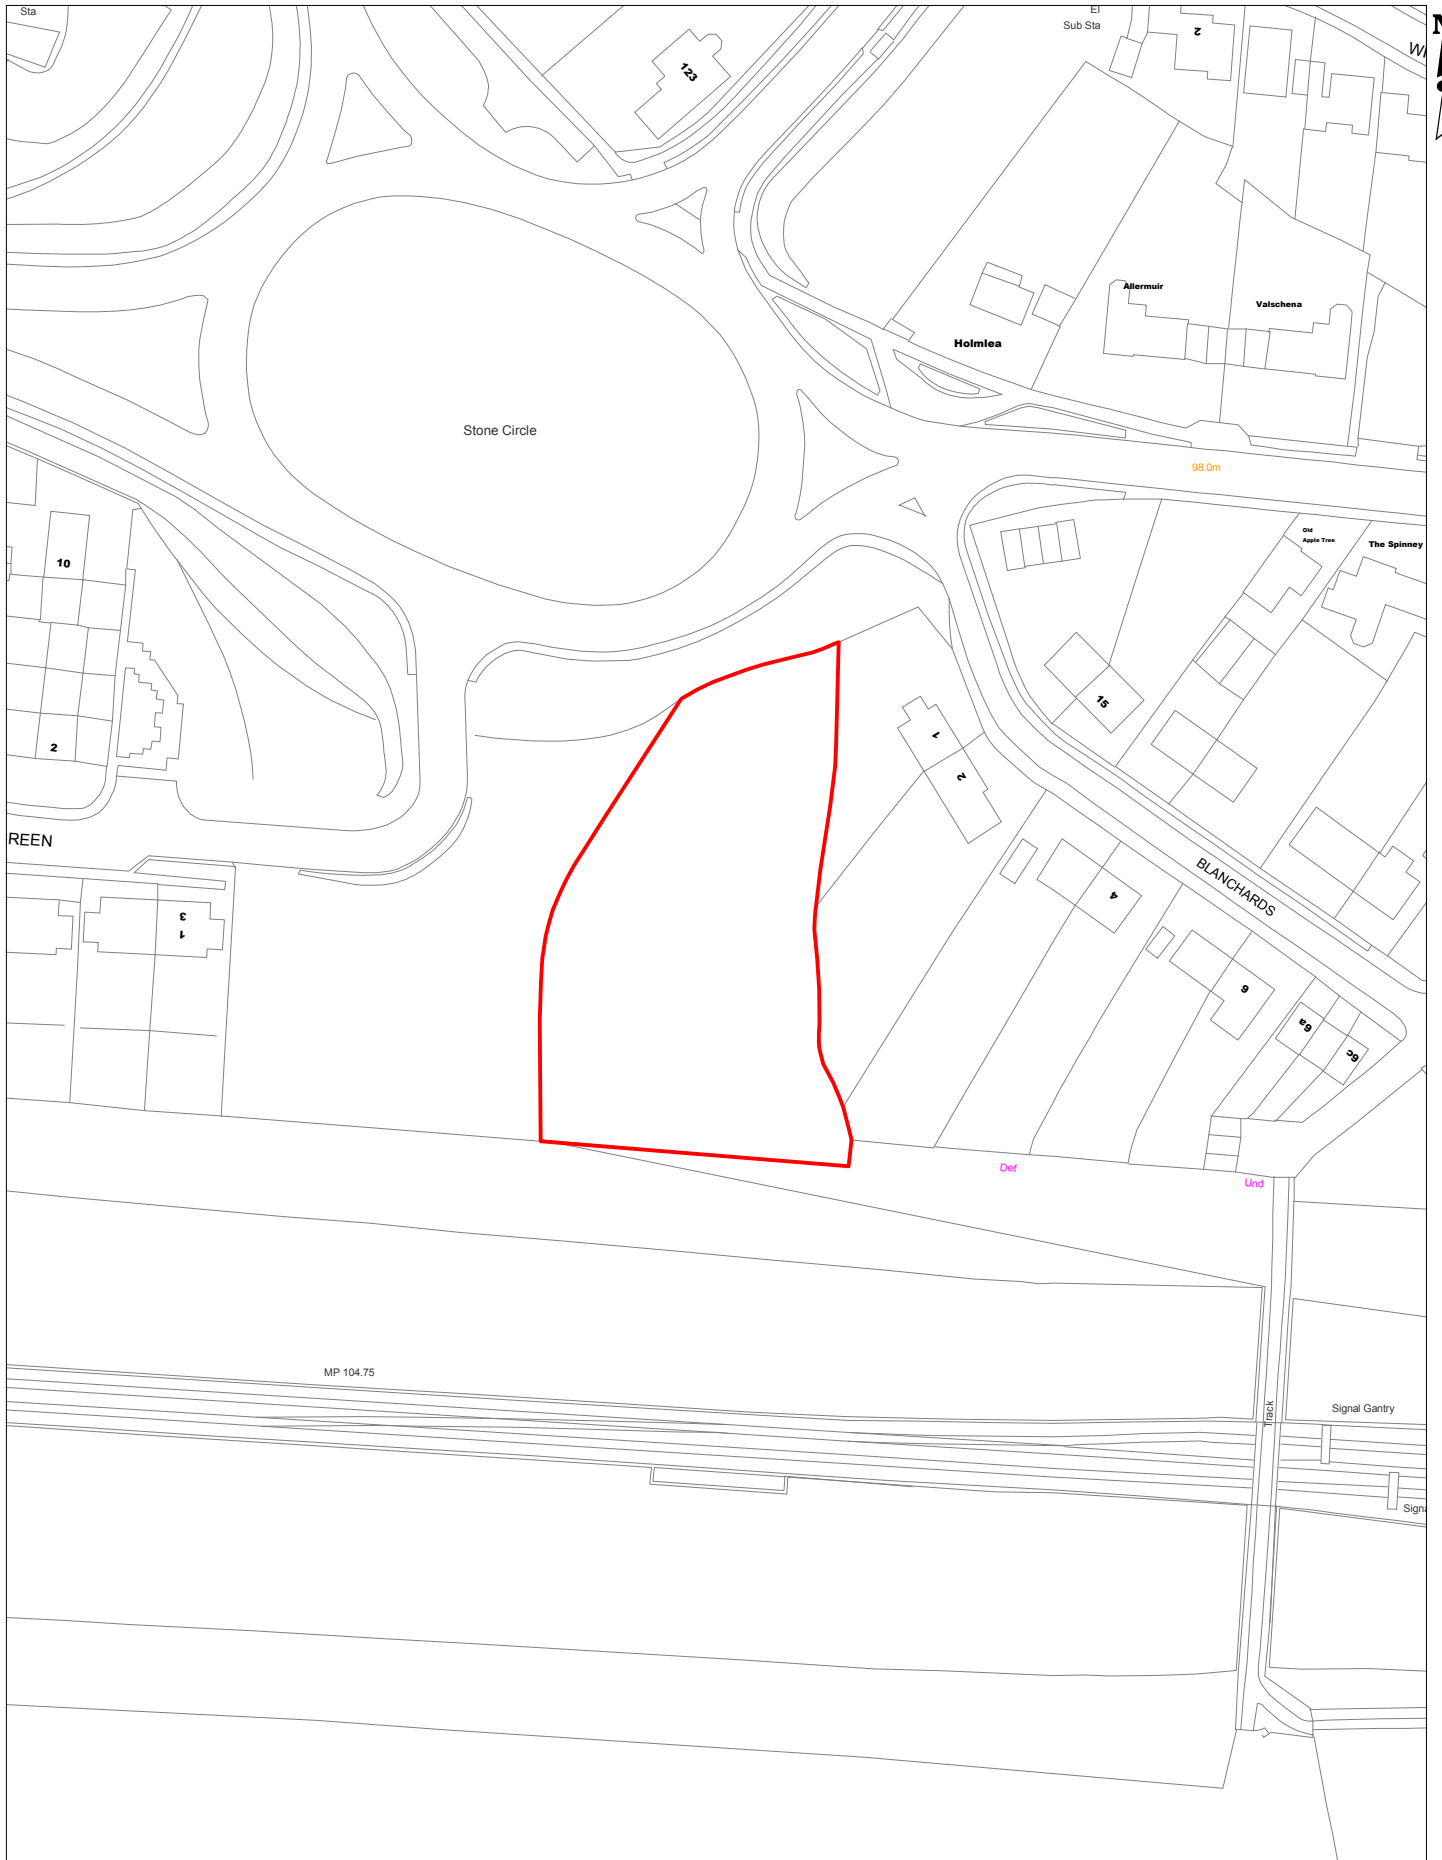 Sta
El
Sub Sta
2
N
123
Allermuir
Valschena
Holmlea
Stone Circle
98.0m
Old
Apple Tree
The Spinney
10
15
2
1
2
REEN
BLANCHARDS
4
3
1
6
6a
6c
Def
Und
MP 104.75
Track
Signal Gantry